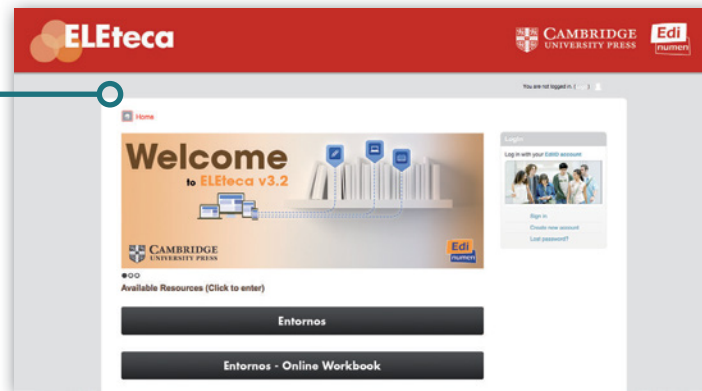 ELEteca
CAMBRIDGE
UNIVERSITY PRESS
Edi
numen
You are not logged in. (
Home
Welcome
to ELEteca v3.2
CAMBRIDGE
UNIVERSITY PRESS
Edi
numen
Login
Log in with your account
Sign in
Create new account
Lost password?
Available Resources (Click to enter)
Entornos
Entornos - Online Workbook